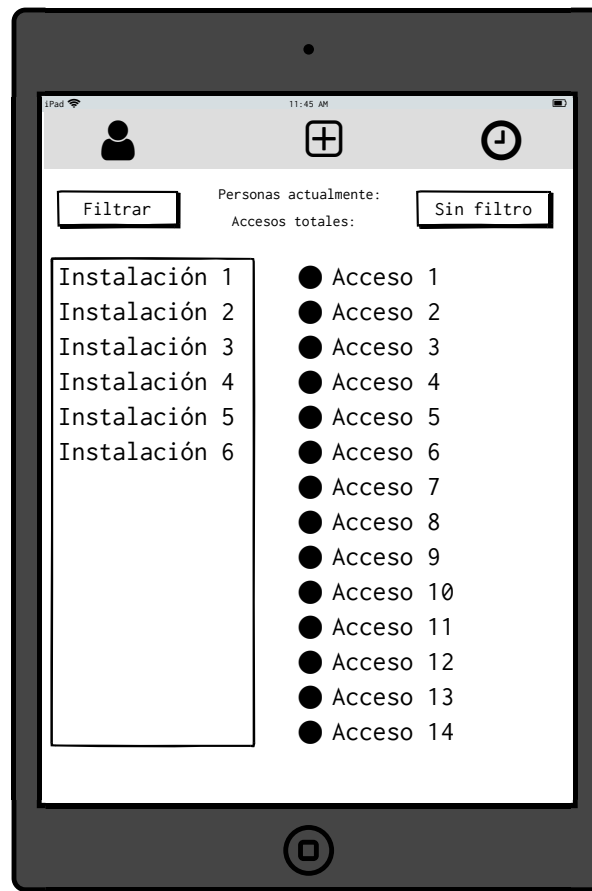 iPad 11:45 AM
Filtrar
Personas actualmente:
Accesos totales:
Sin filtro
Instalación 1
Instalación 2
Instalación 3
Instalación 4
Instalación 5
Instalación 6
Acceso 1
Acceso 2
Acceso 3
Acceso 4
Acceso 5
Acceso 6
Acceso 7
Acceso 8
Acceso 9
Acceso 10
Acceso 11
Acceso 12
Acceso 13
Acceso 14